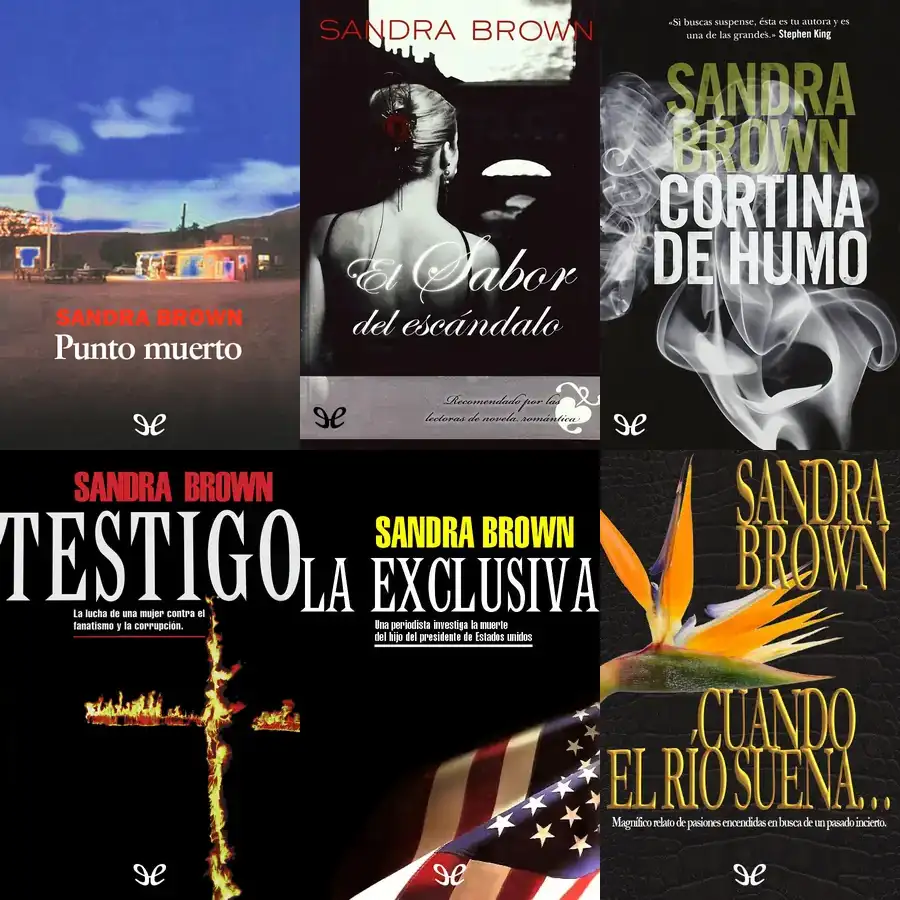 SANDRA BROWN
Punto muerto
SANDRA BROWN
El Sabor
del escándalo
Recomendado por las
lectoras de novela romántica
«Si buscas suspense, ésta es tu autora y es
una de las grandes.» Stephen King
SANDRA
BROWN
CORTINA
DE HUMO
SANDRA BROWN
TESTIGO
La lucha de una mujer contra el
fanatismo y la corrupción.
SANDRA BROWN
LA EXCLUSIVA
Una periodista investiga la muerte
del hijo del presidente de Estados unidos
SANDRA
BROWN
CUANDO
EL RÍO SUENA...
Magnífico relato de pasiones encendidas en busca de un pasado incierto.